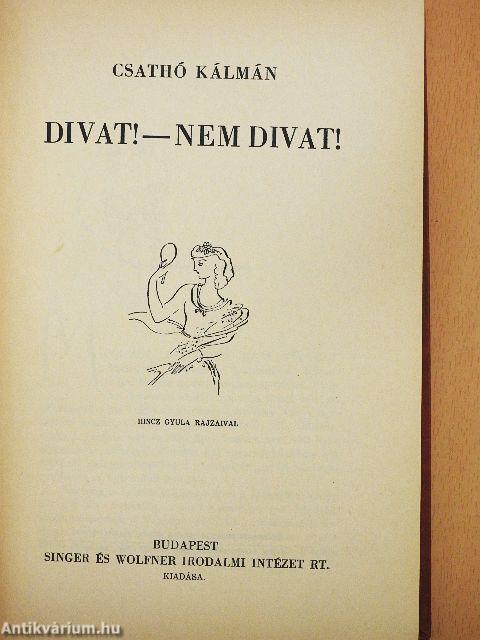 CSATHÓ KÁLMÁN
DIVAT!—NEM DIVAT!
HINCZ GYULA RAJZAIVAL
BUDAPEST
SINGER ÉS WOLFNER IRODALMI INTÉZET RT.
KIADÁSA.
Antikvárium.hu